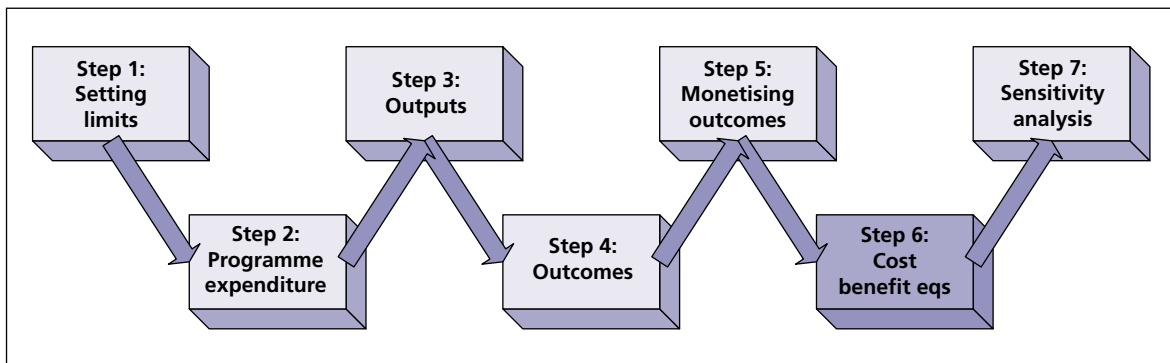 Step 1:
Setting
limits
Step 2:
Programme
expenditure
Step 3:
Outputs
Step 4:
Outcomes
Step 5:
Monetising
outcomes
Step 6:
Cost
benefit eqs
Step 7:
Sensitivity
analysis